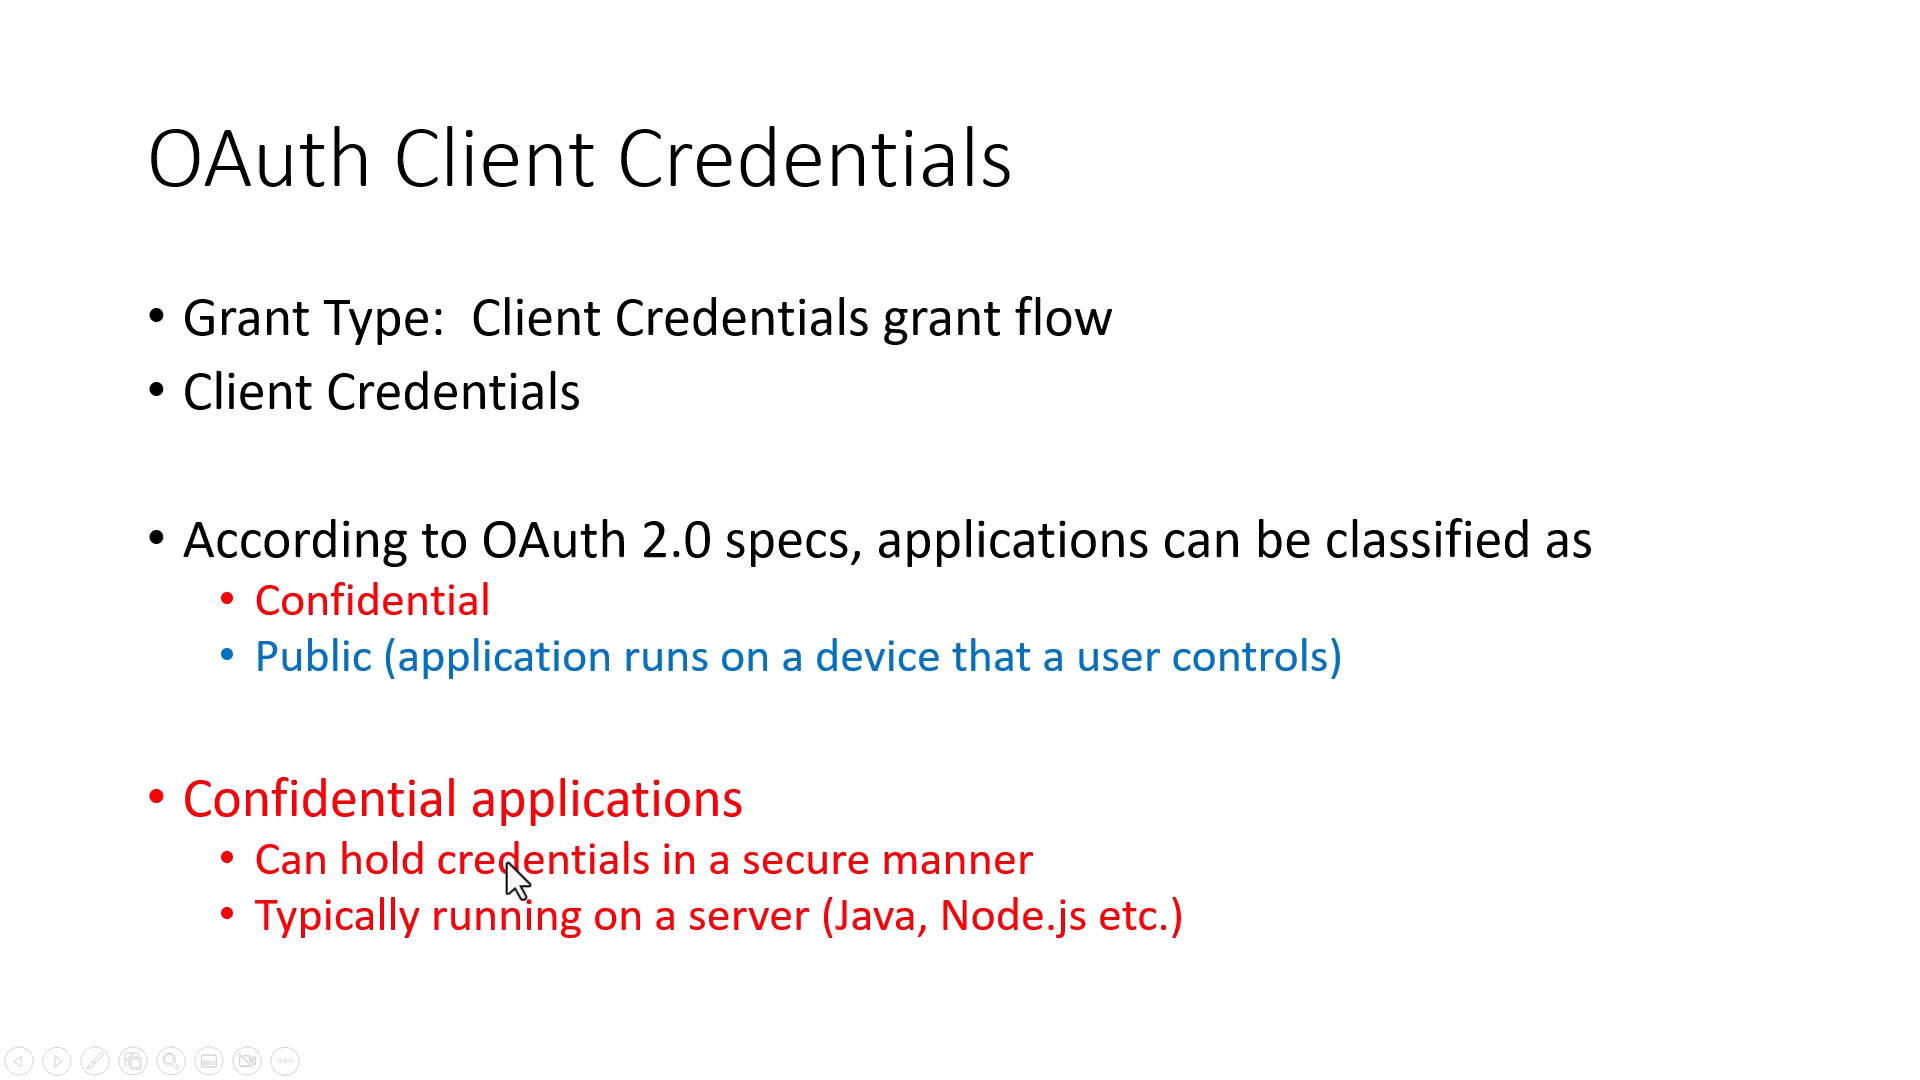 OAuth Client Credentials
• Grant Type:  Client Credentials grant flow
• Client Credentials
• According to OAuth 2.0 specs, applications can be classified as
• Confidential
• Public (application runs on a device that a user controls)
• Confidential applications
• Can hold credentials in a secure manner
• Typically running on a server (Java, Node.js etc.)